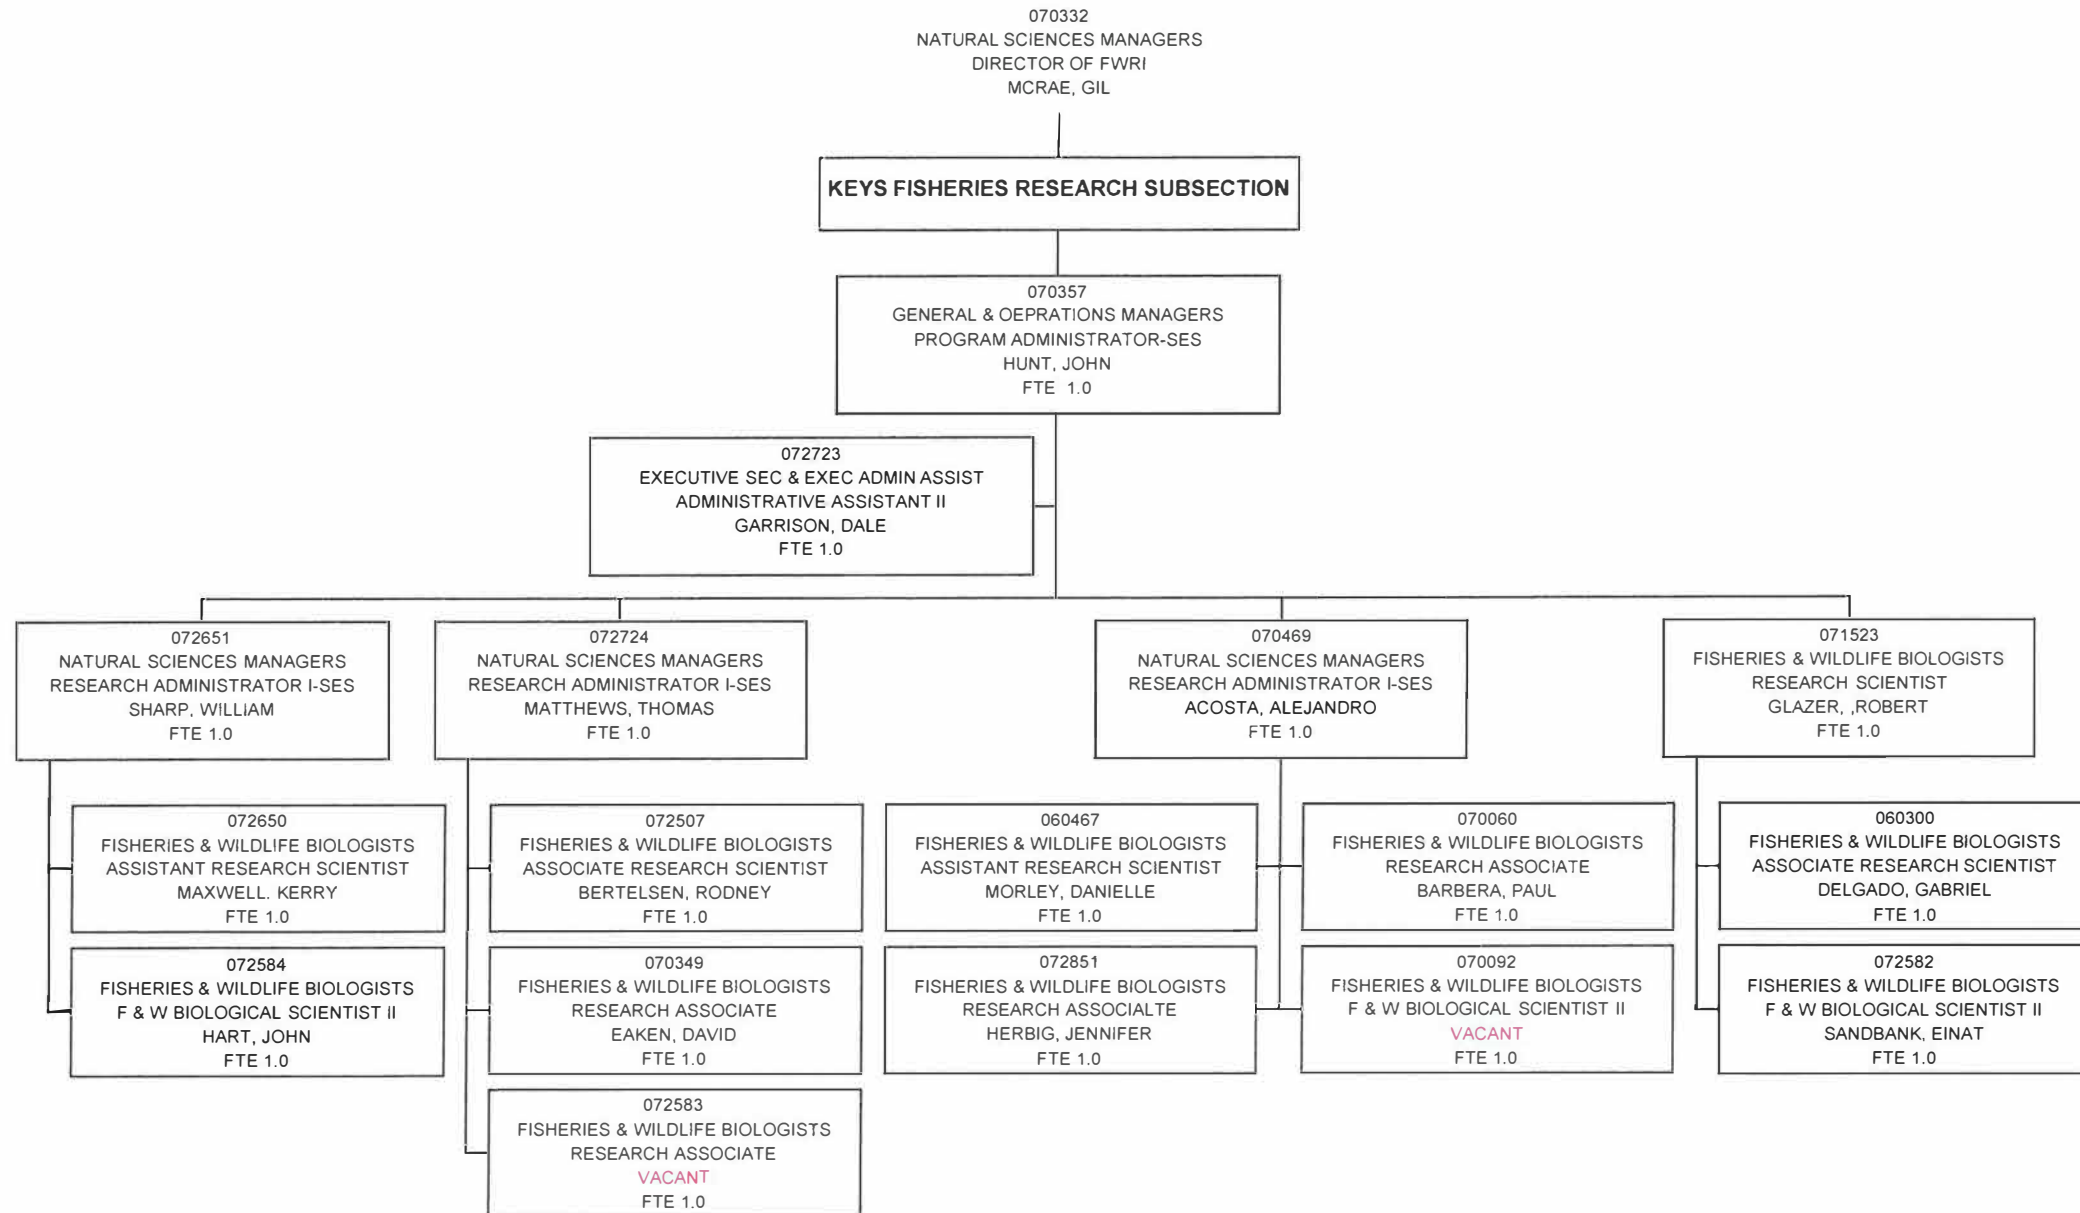 070332
NATURAL SCIENCES MANAGERS
DIRECTOR OF FWRI
MCRAE, GIL
KEYS FISHERIES RESEARCH SUBSECTION
070357
GENERAL & OEPRATIONS MANAGERS
PROGRAM ADMINISTRATOR-SES
HUNT, JOHN
FTE 1.0
072723
EXECUTIVE SEC & EXEC ADMIN ASSIST
ADMINISTRATIVE ASSISTANT II
GARRISON, DALE
FTE 1.0
072651
NATURAL SCIENCES MANAGERS
RESEARCH ADMINISTRATOR I-SES
SHARP, WILLIAM
FTE 1.0
072724
NATURAL SCIENCES MANAGERS
RESEARCH ADMINISTRATOR I-SES
MATTHEWS, THOMAS
FTE 1.0
070469
NATURAL SCIENCES MANAGERS
RESEARCH ADMINISTRATOR I-SES
ACOSTA, ALEJANDRO
FTE 1.0
071523
FISHERIES & WILDLIFE BIOLOGISTS
RESEARCH SCIENTIST
GLAZER, ,ROBERT
FTE 1.0
072650
FISHERIES & WILDLIFE BIOLOGISTS
ASSISTANT RESEARCH SCIENTIST
MAXWELL. KERRY
FTE 1.0
072507
FISHERIES & WILDLIFE BIOLOGISTS
ASSOCIATE RESEARCH SCIENTIST
BERTELSEN, RODNEY
FTE 1.0
060467
FISHERIES & WILDLIFE BIOLOGISTS
ASSISTANT RESEARCH SCIENTIST
MORLEY, DANIELLE
FTE 1.0
070060
FISHERIES & WILDLIFE BIOLOGISTS
RESEARCH ASSOCIATE
BARBERA, PAUL
FTE 1.0
060300
FISHERIES & WILDLIFE BIOLOGISTS
ASSOCIATE RESEARCH SCIENTIST
DELGADO, GABRIEL
FTE 1.0
072584
FISHERIES & WILDLIFE BIOLOGISTS
F & W BIOLOGICAL SCIENTIST II
HART, JOHN
FTE 1.0
070349
FISHERIES & WILDLIFE BIOLOGISTS
RESEARCH ASSOCIATE
EAKEN, DAVID
FTE 1.0
072851
FISHERIES & WILDLIFE BIOLOGISTS
RESEARCH ASSOCIALTE
HERBIG, JENNIFER
FTE 1.0
070092
FISHERIES & WILDLIFE BIOLOGISTS
F & W BIOLOGICAL SCIENTIST II
VACANT
FTE 1.0
072582
FISHERIES & WILDLIFE BIOLOGISTS
F & W BIOLOGICAL SCIENTIST II
SANDBANK, EINAT
FTE 1.0
072583
FISHERIES & WILDLIFE BIOLOGISTS
RESEARCH ASSOCIATE
VACANT
FTE 1.0